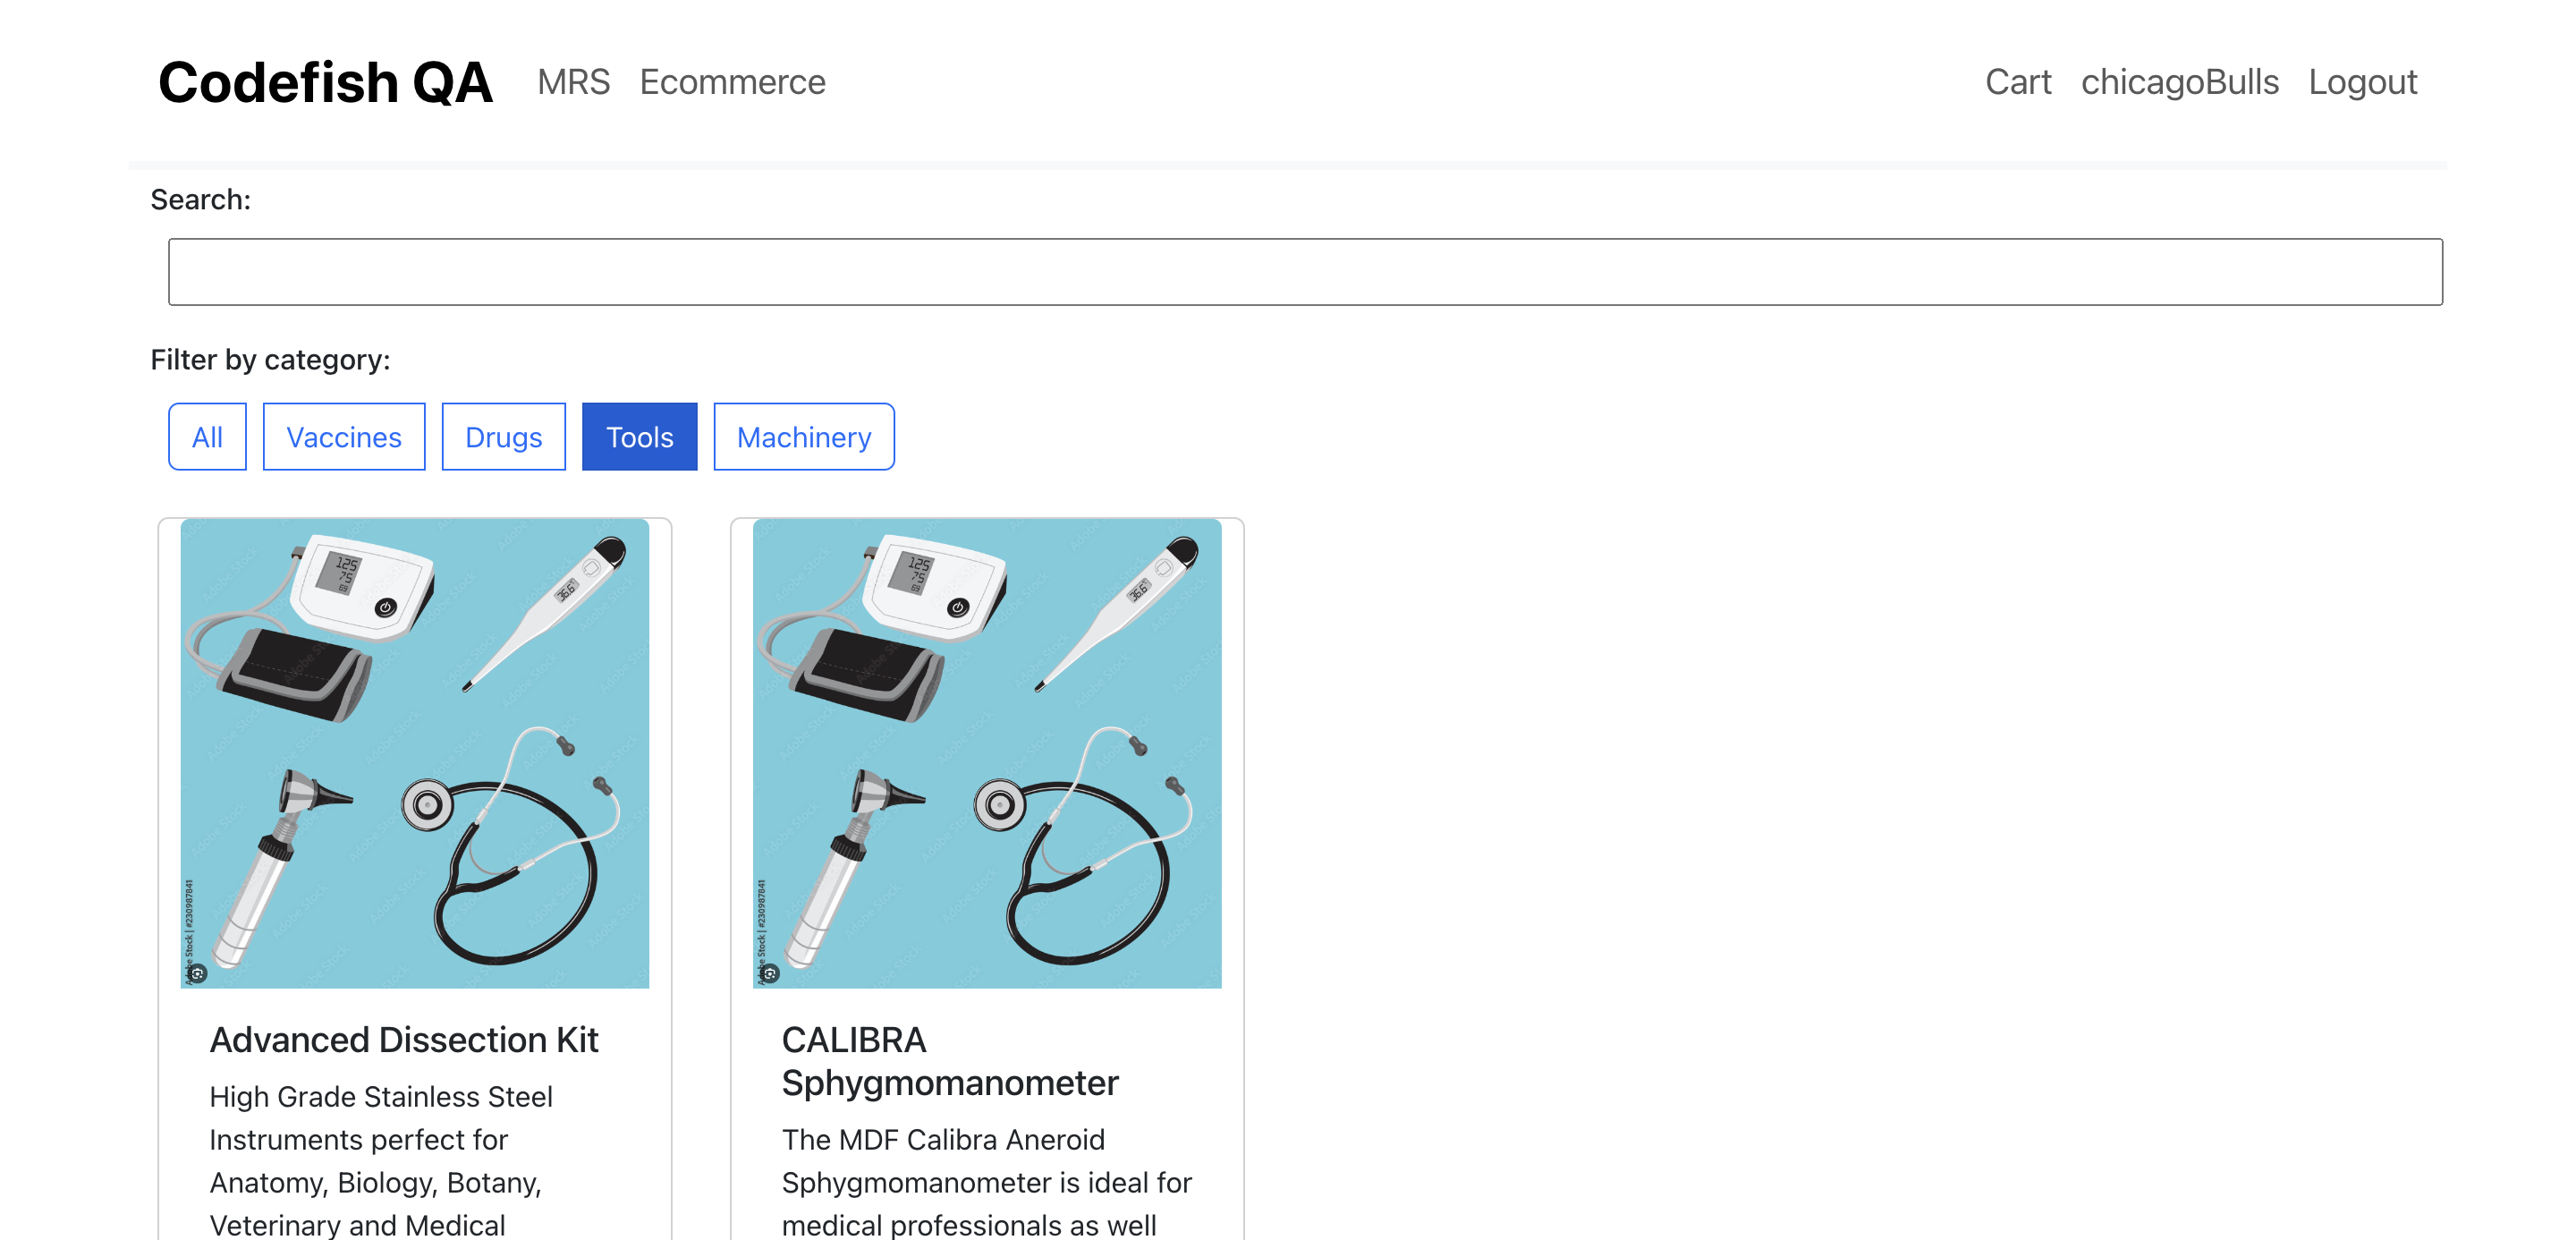 Codefish QA MRS Ecommerce Cart chicagoBulls Logout
Search:
Filter by category:
All Vaccines Drugs Tools Machinery
125
75
69
36.6°
Adobe Stock | #230987841
125
75
69
36.6°
Adobe Stock | #230987841
Advanced Dissection Kit
High Grade Stainless Steel
Instruments perfect for
Anatomy, Biology, Botany,
Veterinary and Medical
CALIBRA
Sphygmomanometer
The MDF Calibra Aneroid
Sphygmomanometer is ideal for
medical professionals as well